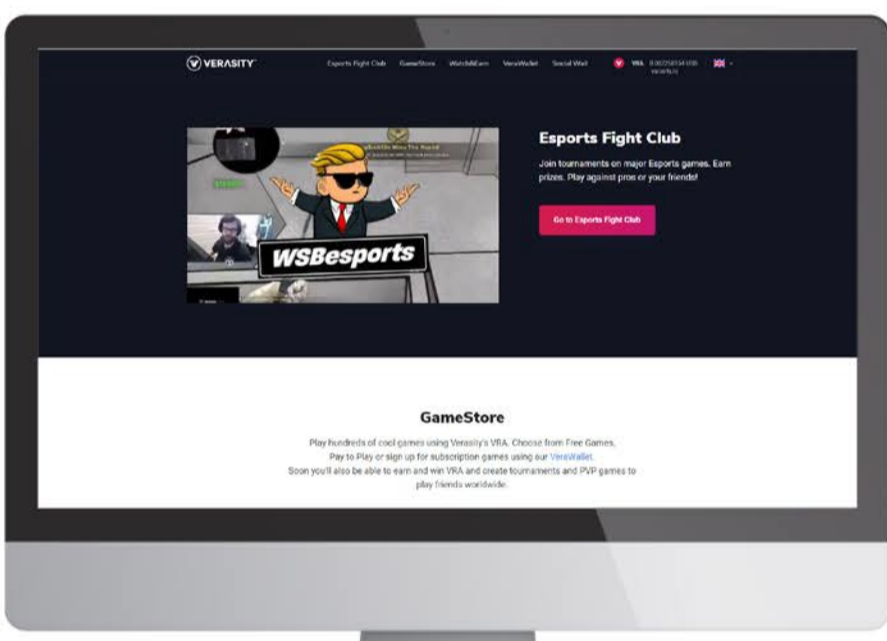 VERASITY
Esports Fight Club GameStore Watch&Earn VeraWallet Social Wall VRA
Esports Fight Club
Join tournaments on major Esports games. Earn
prizes. Play against pros or your friends!
Go to Esports Fight Club
WSBesports
GameStore
Play hundreds of cool games using Verasity's VRA. Choose from Free Games,
Pay to Play or sign up for subscription games using our VeraWallet.
Soon you'll also be able to earn and win VRA and create tournaments and PVP games to
play friends worldwide.